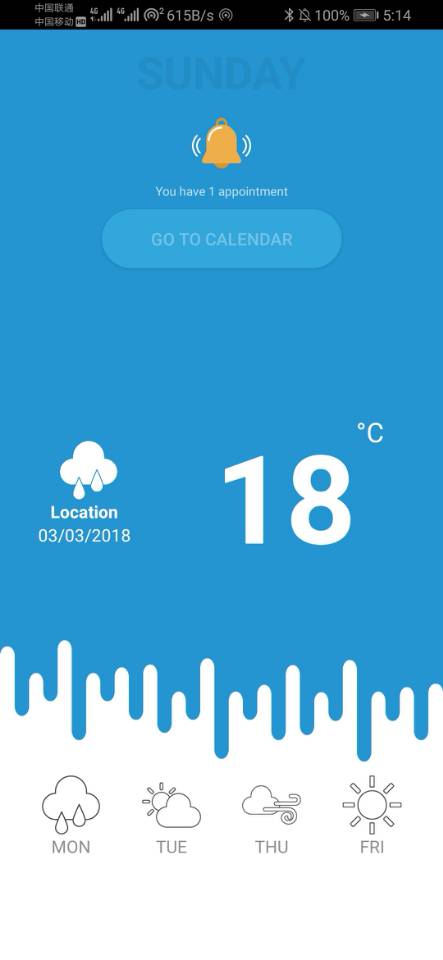 中国联通
中国移动 HD
4G 4G 2 615B/s 100% 5:14
SUNDAY
You have 1 appointment
GO TO CALENDAR
°C
18
Location
03/03/2018
MON TUE THU FRI